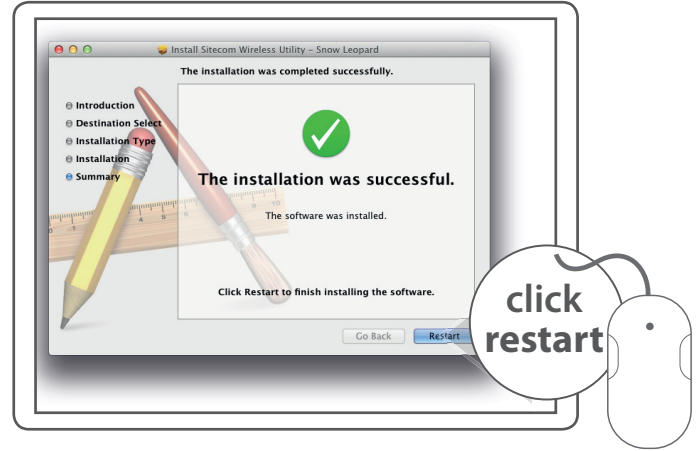 Install Sitecom Wireless Utility – Snow Leopard
The installation was completed successfully.
Introduction
Destination Select
Installation Type
Installation
Summary
The installation was successful.
The software was installed.
Click Restart to finish installing the software.
Go Back
Restart
click
restart